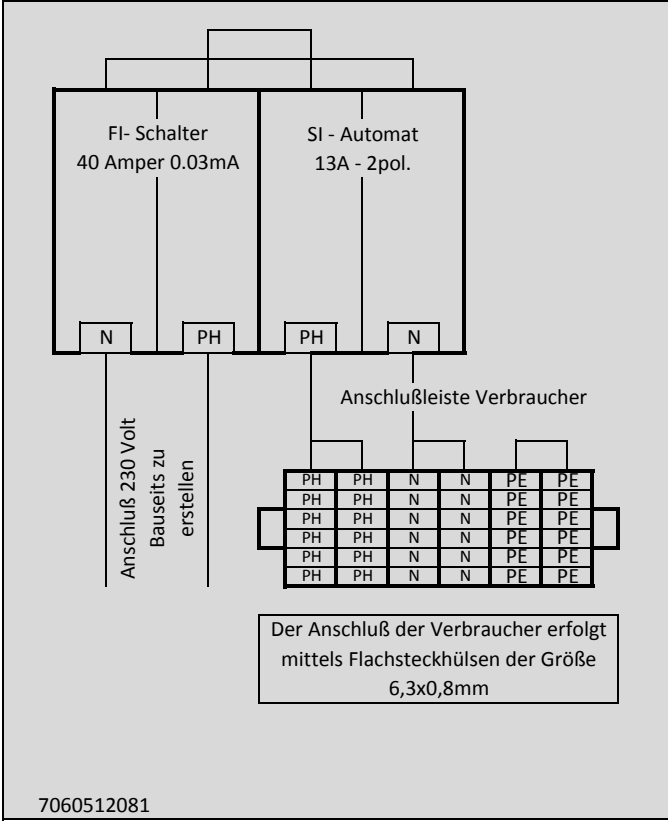 FI- Schalter
40 Amper 0.03mA
SI - Automat
13A - 2pol.
N
PH
PH
N
Anschluß 230 Volt
Bauseits zu
erstellen
Anschlußleiste Verbraucher
PH PH N N PE PE
PH PH N N PE PE
PH PH N N PE PE
PH PH N N PE PE
PH PH N N PE PE
PH PH N N PE PE
Der Anschluß der Verbraucher erfolgt
mittels Flachsteckhülsen der Größe
6,3x0,8mm
7060512081